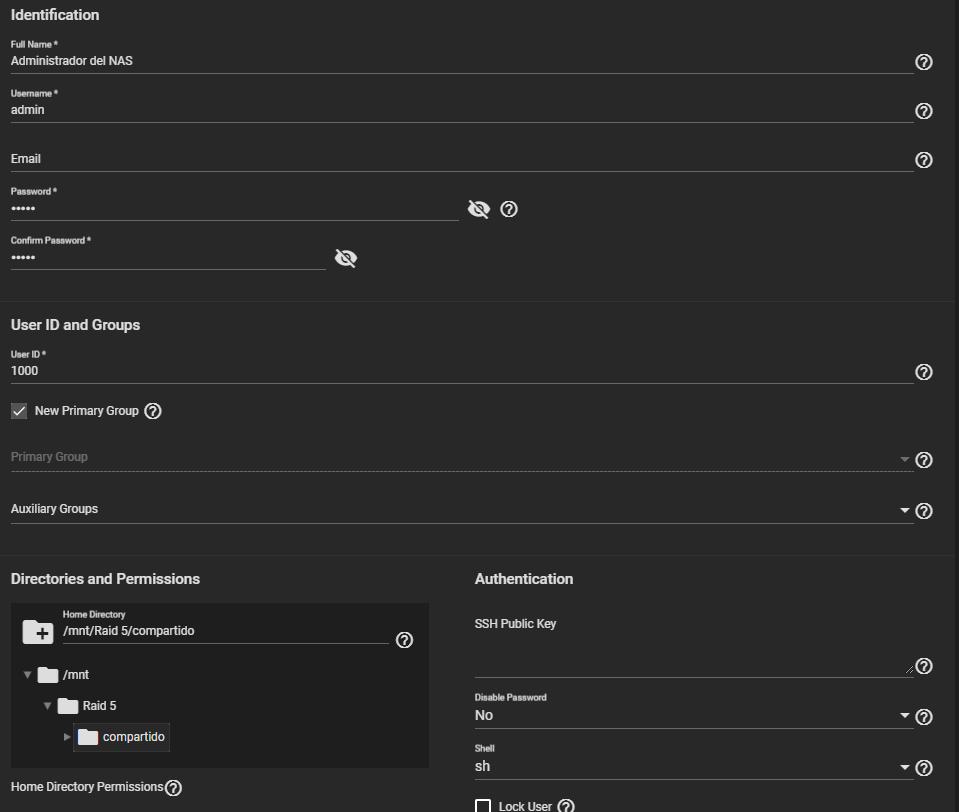 Identification
Full Name *
Administrador del NAS
Username *
admin
Email
Password *
•••••
Confirm Password *
•••••
User ID and Groups
User ID *
1000
New Primary Group
Primary Group
Auxiliary Groups
Directories and Permissions
Home Directory
/mnt/Raid 5/compartido
/mnt
Raid 5
compartido
Home Directory Permissions
Authentication
SSH Public Key
Disable Password
No
Shell
sh
Lock User